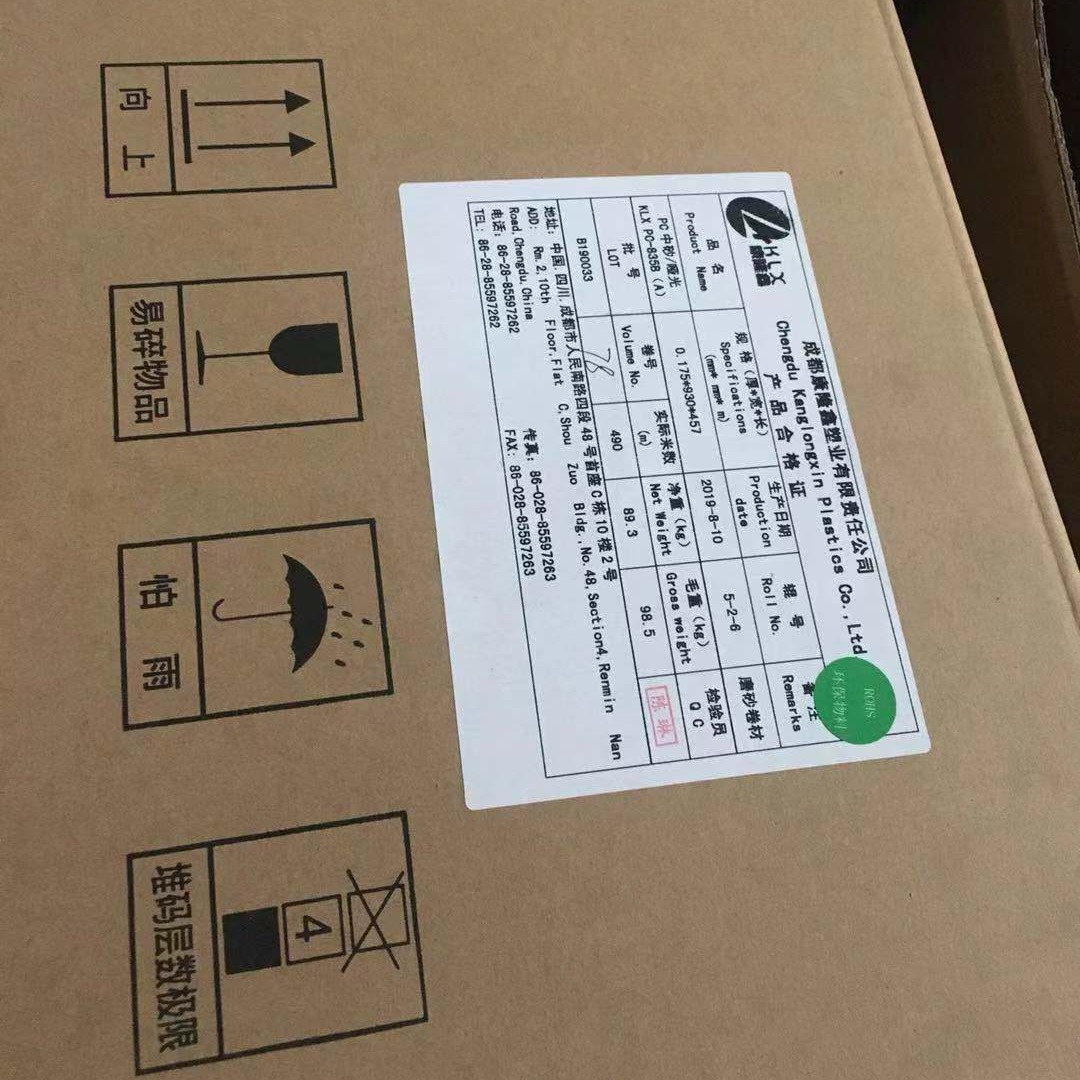 向上
易碎物品
怕雨
4
堆码层数极限
KLX
康隆鑫
成都康隆鑫塑业有限责任公司
Chengdu Kanglongxin Plastics Co.,Ltd
产品合格证
ROHS
环保物料
品名 规格(厚*宽*长) 生产日期 辊号 备注
Product Name Specifications (mm* mm* m) Production date Roll No. Remarks
PC中砂/哑光 0.175*930*457 2019-8-10 5-2-6 磨砂卷材
KLX PC-835B (A)
批号 卷号 实际米数 净重(kg) 毛重(kg) 检验员
LOT Volume No. (m) Net Weight Gross weight QC
B190033 78 490 89.3 98.5 陈琳
地址: 中国.四川.成都市人民南路四段48号首座C栋10楼2号
ADD: Rm.2,10th Floor,Flat C,Shou Zuo Bldg.,No.48,Section4,Renmin Nan
Road,Chengdu,China
电话: 86-28-85597262 传真: 86-028-85597263
TEL: 86-28-85597262 FAX: 86-028-85597263